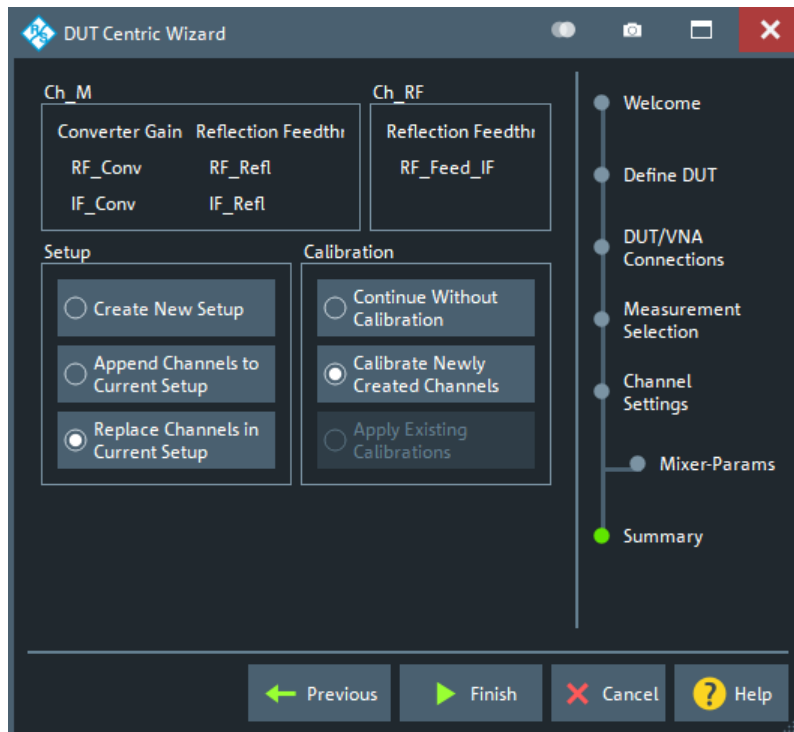 DUT Centric Wizard
Ch_M
Converter Gain Reflection Feedthr
RF_Conv RF_Refl
IF_Conv IF_Refl
Ch_RF
Reflection Feedthr
RF_Feed_IF
Setup
Create New Setup
Append Channels to
Current Setup
Replace Channels in
Current Setup
Calibration
Continue Without
Calibration
Calibrate Newly
Created Channels
Apply Existing
Calibrations
Welcome
Define DUT
DUT/VNA
Connections
Measurement
Selection
Channel
Settings
Mixer-Params
Summary
Previous
Finish
Cancel
? Help